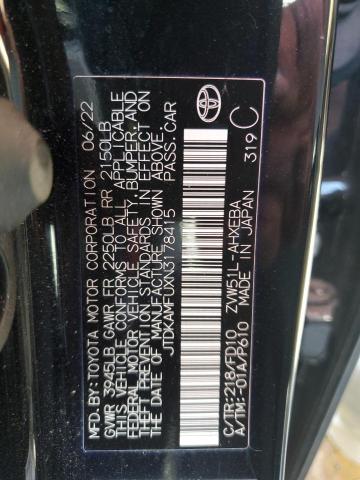 MFD. BY: TOYOTA MOTOR CORPORATION 06/22
GVWR 3945LB GAWR FR 2250LB RR 2150LB
THIS VEHICLE CONFORMS TO ALL APPLICABLE
FEDERAL MOTOR VEHICLE SAFETY, BUMPER, AND
THEFT PREVENTION STANDARDS IN EFFECT ON
THE DATE OF MANUFACTURE SHOWN ABOVE.
JTDKAMFUXN3178415 PASS.CAR
ZVW51L-AHXEBA
C/TR:218/FD10 MADE IN JAPAN
A/TM:-01A/P610
319 C
TOYOTA